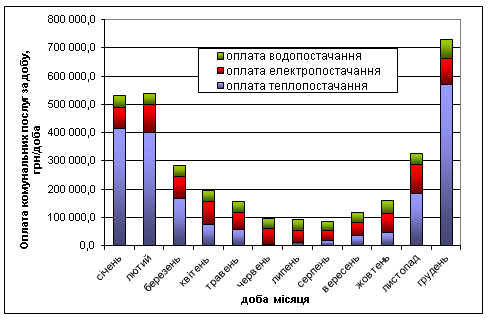 Оплата комунальних послуг за добу,
грн/доба
800 000,0
700 000,0
600 000,0
500 000,0
400 000,0
300 000,0
200 000,0
100 000,0
0,0
оплата водопостачання
оплата електропостачання
оплата теплопостачання
січень
лютий
березень
квітень
травень
червень
липень
серпень
вересень
жовтень
листопад
грудень
доба місяця